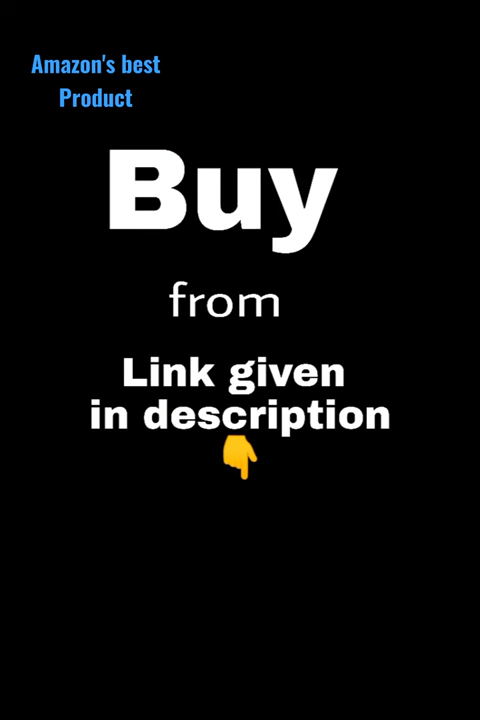 Amazon's best
Product
Buy
from
Link given
in description
👇